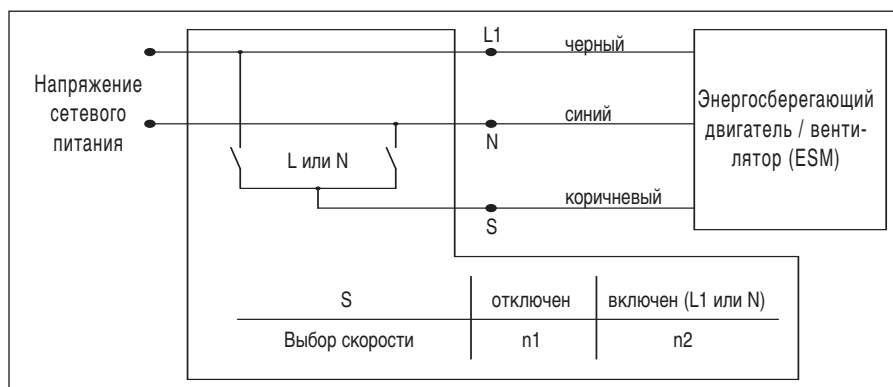 L1
черный
Напряжение
сетевого
питания
синий
N
L или N
коричневый
S
Энергосберегающий
двигатель / венти-
лятор (ESM)
S отключен включен (L1 или N)
Выбор скорости n1 n2